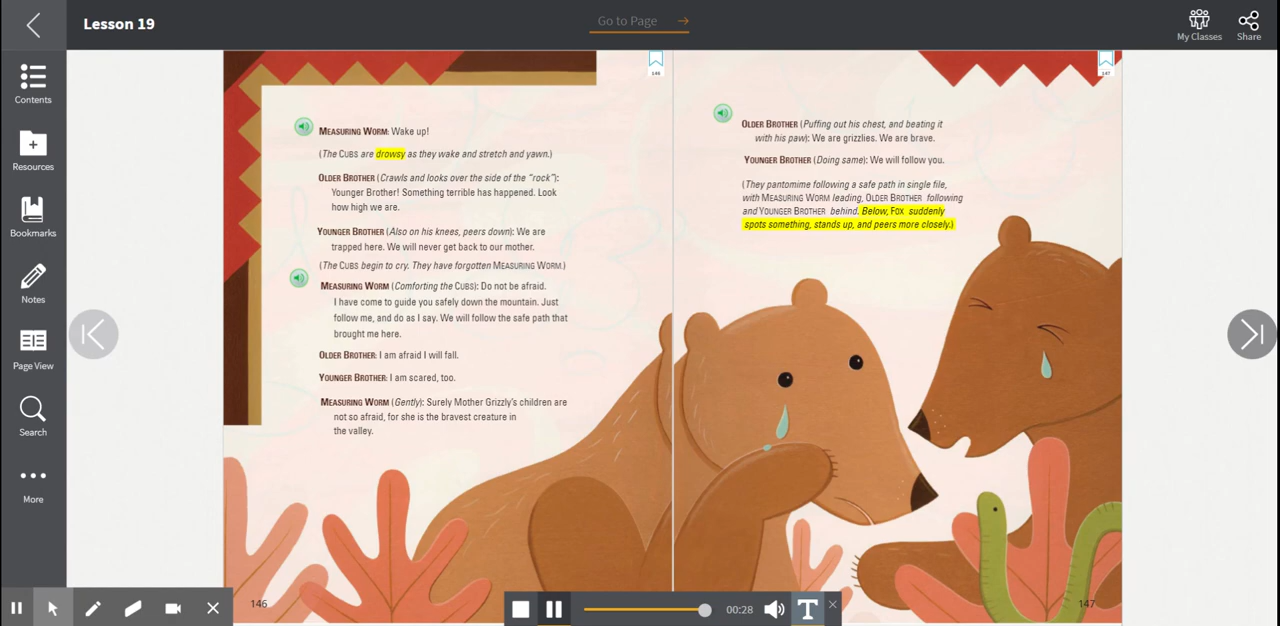 Lesson 19
Go to Page →
My Classes
Share
Contents
Resources
Bookmarks
Notes
Page View
Search
More
146
MEASURING WORM: Wake up!
(The CUBS are drowsy as they wake and stretch and yawn.)
OLDER BROTHER (Crawls and looks over the side of the “rock”):
Younger Brother! Something terrible has happened. Look
how high we are.
YOUNGER BROTHER (Also on his knees, peers down): We are
trapped here. We will never get back to our mother.
(The CUBS begin to cry. They have forgotten MEASURING WORM.)
MEASURING WORM (Comforting the CUBS): Do not be afraid.
I have come to guide you safely down the mountain. Just
follow me, and do as I say. We will follow the safe path that
brought me here.
OLDER BROTHER: I am afraid I will fall.
YOUNGER BROTHER: I am scared, too.
MEASURING WORM (Gently): Surely Mother Grizzly's children are
not so afraid, for she is the bravest creature in
the valley.
146
147
OLDER BROTHER (Puffing out his chest, and beating it
with his paw): We are grizzlies. We are brave.
YOUNGER BROTHER (Doing same): We will follow you.
(They pantomime following a safe path in single file,
with MEASURING WORM leading, OLDER BROTHER following
and YOUNGER BROTHER behind. Below, FOX suddenly
spots something, stands up, and peers more closely.)
147
00:28
T